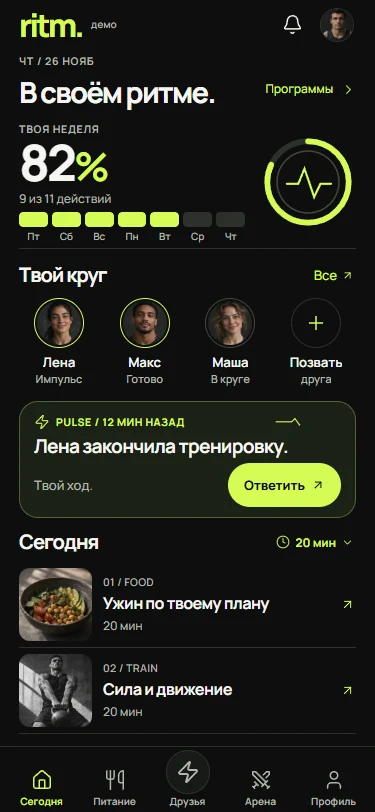 ritm. демо
ЧТ / 26 НОЯБ
В своём ритме.
Программы
ТВОЯ НЕДЕЛЯ
82%
9 из 11 действий
Пт Сб Вс Пн Вт Ср Чт
Твой круг
Все
Лена Макс Маша Позвать
Импульс Готово В круге друга
PULSE / 12 МИН НАЗАД
Лена закончила тренировку.
Твой ход.
Ответить
Сегодня
20 мин
01 / FOOD
Ужин по твоему плану
20 мин
02 / TRAIN
Сила и движение
20 мин
Сегодня Питание Друзья Арена Профиль